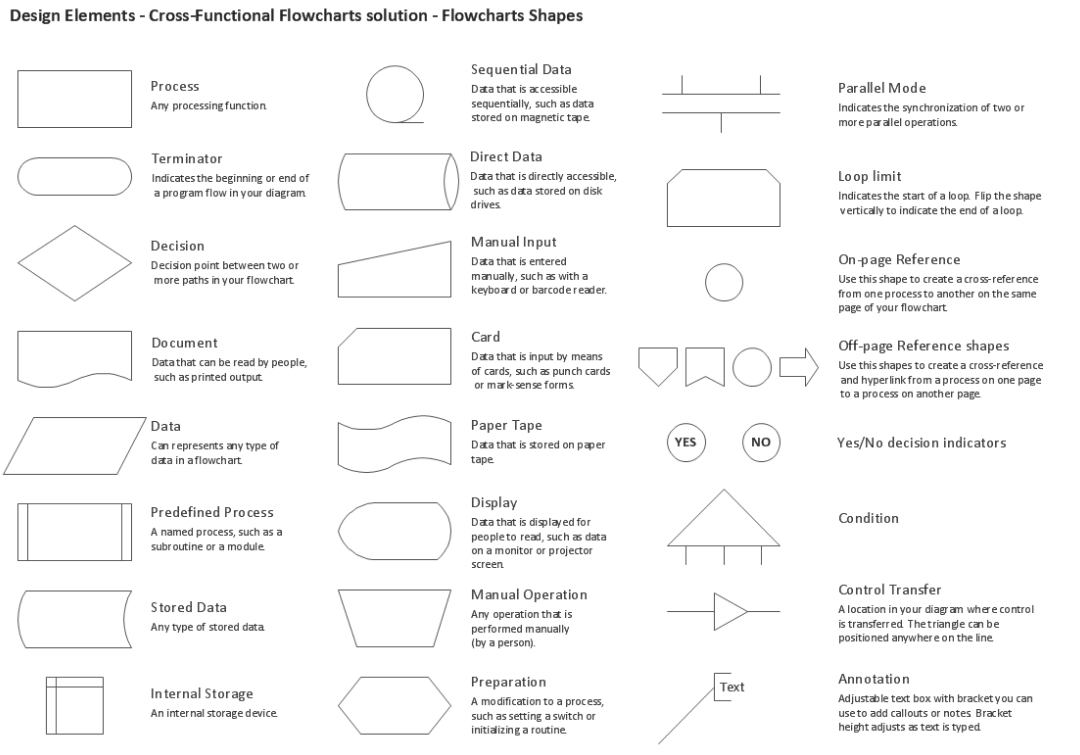 Design Elements - Cross-Functional Flowcharts solution - Flowcharts Shapes
Process
Any processing function.
Terminator
Indicates the beginning or end of
a program flow in your diagram.
Decision
Decision point between two or
more paths in your flowchart.
Document
Data that can be read by people,
such as printed output.
Data
Can represents any type of
data in a flowchart.
Predefined Process
A named process, such as a
subroutine or a module.
Stored Data
Any type of stored data.
Internal Storage
An internal storage device.
Sequential Data
Data that is accessible
sequentially, such as data
stored on magnetic tape.
Direct Data
Data that is directly accessible,
such as data stored on disk
drives.
Manual Input
Data that is entered
manually, such as with a
keyboard or barcode reader.
Card
Data that is input by means
of cards, such as punch cards
or mark-sense forms.
Paper Tape
Data that is stored on paper
tape.
Display
Data that is displayed for
people to read, such as data
on a monitor or projector
screen.
Manual Operation
Any operation that is
performed manually
(by a person).
Preparation
A modification to a process,
such as setting a switch or
initializing a routine.
Parallel Mode
Indicates the synchronization of two or
more parallel operations.
Loop limit
Indicates the start of a loop. Flip the shape
vertically to indicate the end of a loop.
On-page Reference
Use this shape to create a cross-reference
from one process to another on the same
page of your flowchart.
Off-page Reference shapes
Use this shapes to create a cross-reference
and hyperlink from a process on one page
to a process on another page.
YES
NO
Yes/No decision indicators
Condition
Control Transfer
A location in your diagram where control
is transferred. The triangle can be
positioned anywhere on the line.
Text
Annotation
Adjustable text box with bracket you can
use to add callouts or notes. Bracket
height adjusts as text is typed.